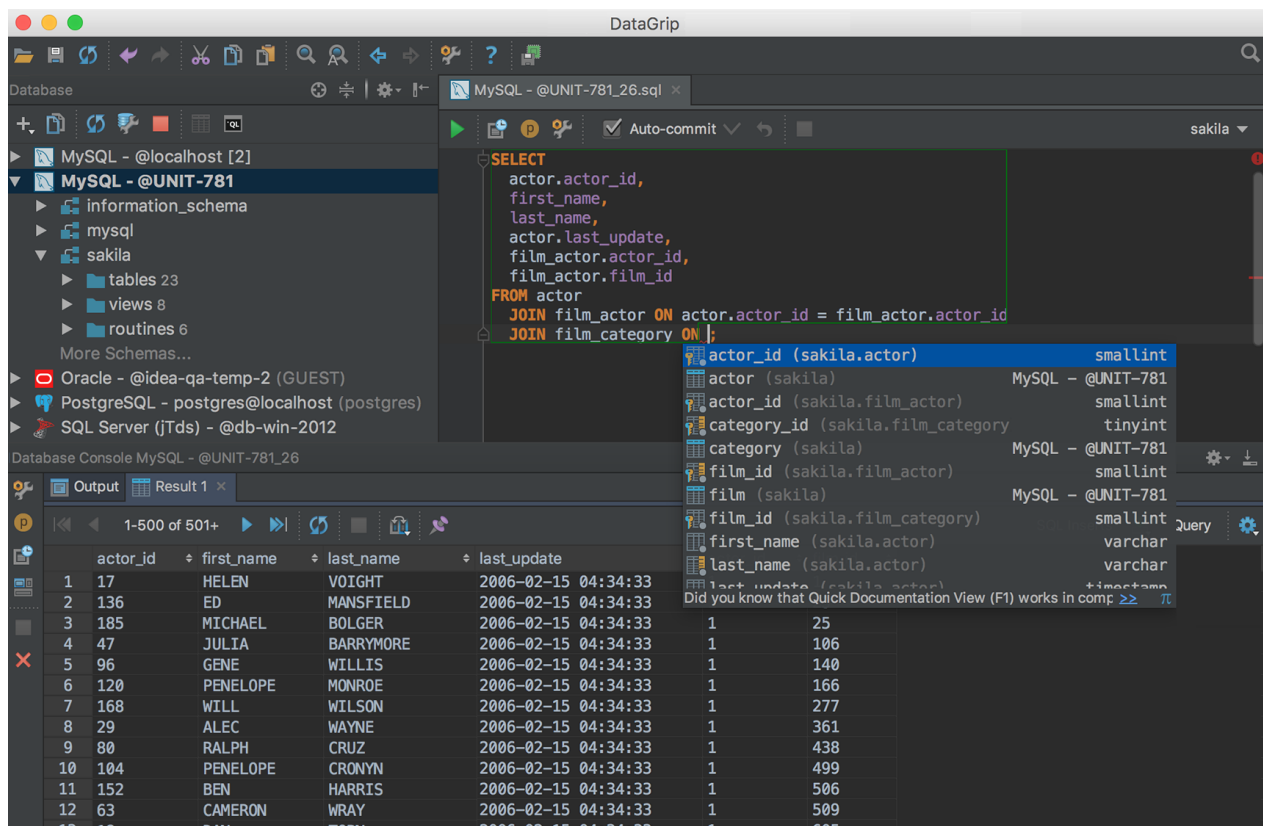 DataGrip
Database
MySQL - @UNIT-781_26.sql
Auto-commit
sakila
MySQL - @localhost [2]
MySQL - @UNIT-781
information_schema
mysql
sakila
tables 23
views 8
routines 6
More Schemas...
Oracle - @idea-qa-temp-2 (GUEST)
PostgreSQL - postgres@localhost (postgres)
SQL Server (jTds) - @db-win-2012
SELECT
actor.actor_id,
first_name,
last_name,
actor.last_update,
film_actor.actor_id,
film_actor.film_id
FROM actor
JOIN film_actor ON actor.actor_id = film_actor.actor_id
JOIN film_category ON ;
actor_id (sakila.actor) smallint
actor (sakila) MySQL - @UNIT-781
actor_id (sakila.film_actor) smallint
category_id (sakila.film_category tinyint
category (sakila) MySQL - @UNIT-781
film_id (sakila.film_actor) smallint
film (sakila) MySQL - @UNIT-781
film_id (sakila.film_category) smallint
first_name (sakila.actor) varchar
last_name (sakila.actor) varchar
last_update (sakila.actor) timestamp
Did you know that Quick Documentation View (F1) works in comp >> π
Database Console MySQL - @UNIT-781_26
Output Result 1
1-500 of 501+ Query
actor_id first_name last_name last_update
1 17 HELEN VOIGHT 2006-02-15 04:34:33
2 136 ED MANSFIELD 2006-02-15 04:34:33
3 185 MICHAEL BOLGER 2006-02-15 04:34:33 1 25
4 47 JULIA BARRYMORE 2006-02-15 04:34:33 1 106
5 96 GENE WILLIS 2006-02-15 04:34:33 1 140
6 120 PENELOPE MONROE 2006-02-15 04:34:33 1 166
7 168 WILL WILSON 2006-02-15 04:34:33 1 277
8 29 ALEC WAYNE 2006-02-15 04:34:33 1 361
9 80 RALPH CRUZ 2006-02-15 04:34:33 1 438
10 104 PENELOPE CRONYN 2006-02-15 04:34:33 1 499
11 152 BEN HARRIS 2006-02-15 04:34:33 1 506
12 63 CAMERON WRAY 2006-02-15 04:34:33 1 509